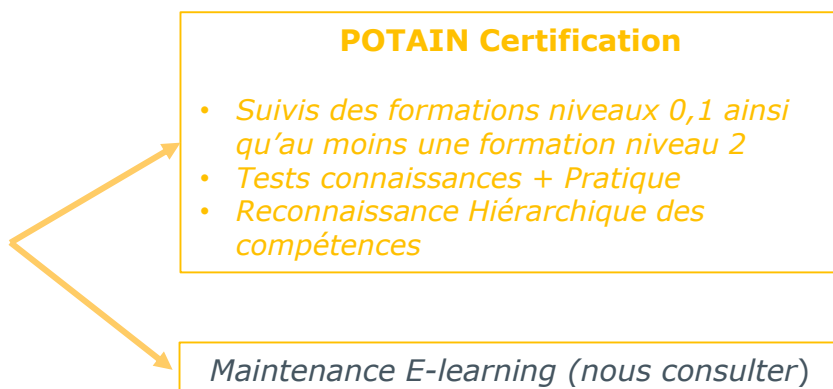 POTAIN Certification
• Suivis des formations niveaux 0,1 ainsi
qu’au moins une formation niveau 2
• Tests connaissances + Pratique
• Reconnaissance Hiérarchique des
compétences
Maintenance E-learning (nous consulter)